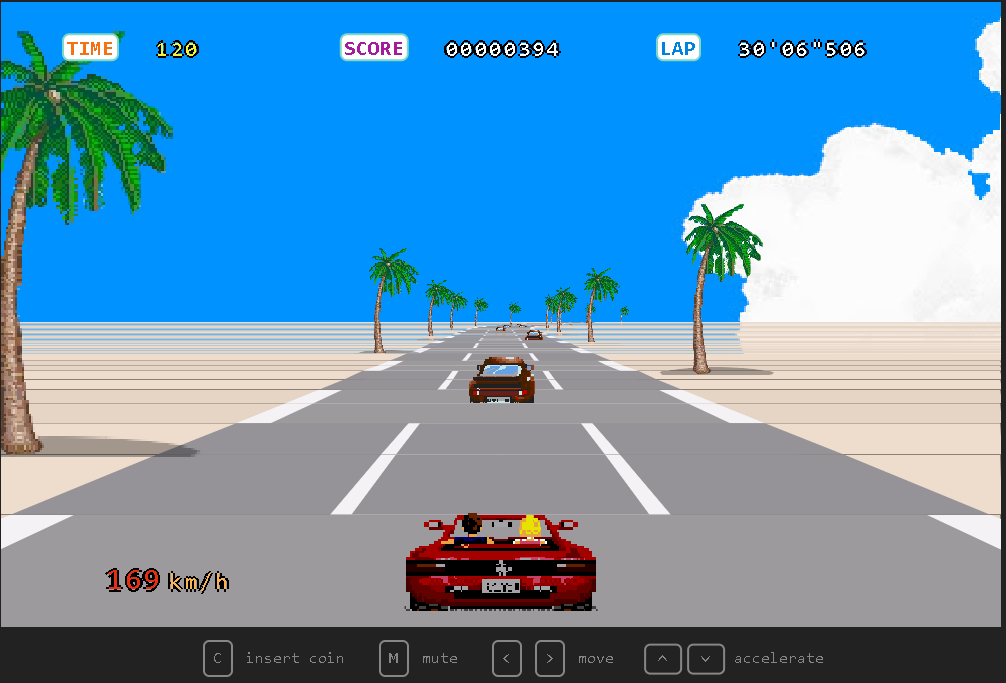 TIME 120 SCORE 00000394 LAP 30'06"506
169 km/h
C insert coin M mute < > move ^ v accelerate